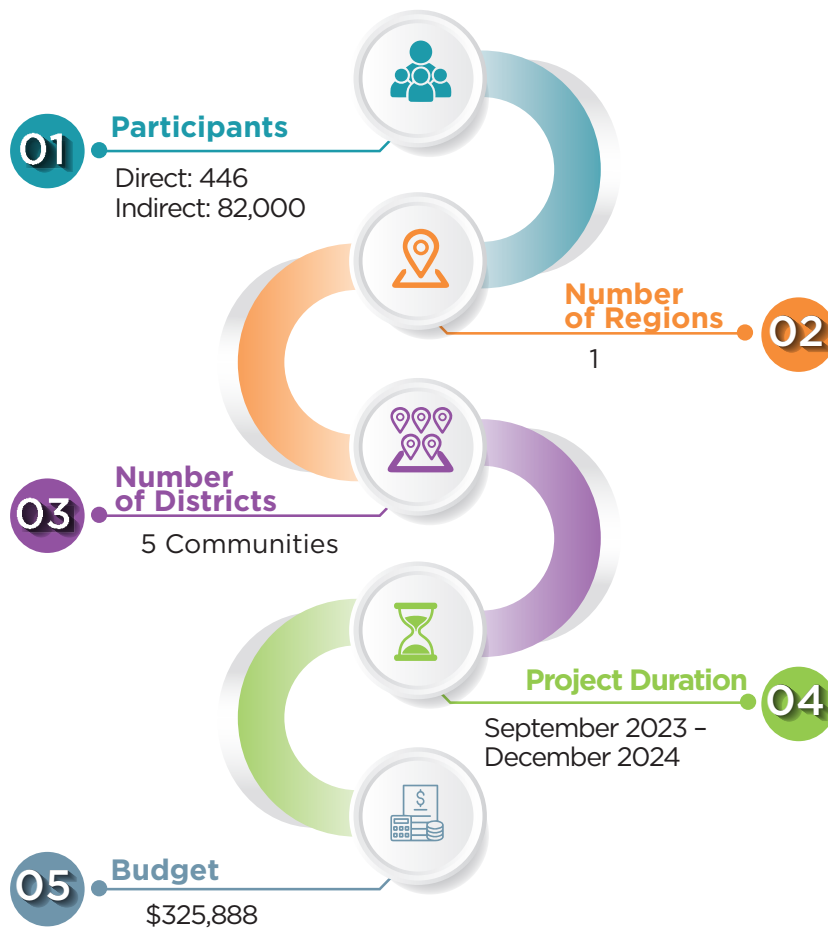 01
Participants
Direct: 446
Indirect: 82,000
Number
of Regions
02
1
03
Number
of Districts
5 Communities
Project Duration
04
September 2023 –
December 2024
$
05
Budget
$325,888